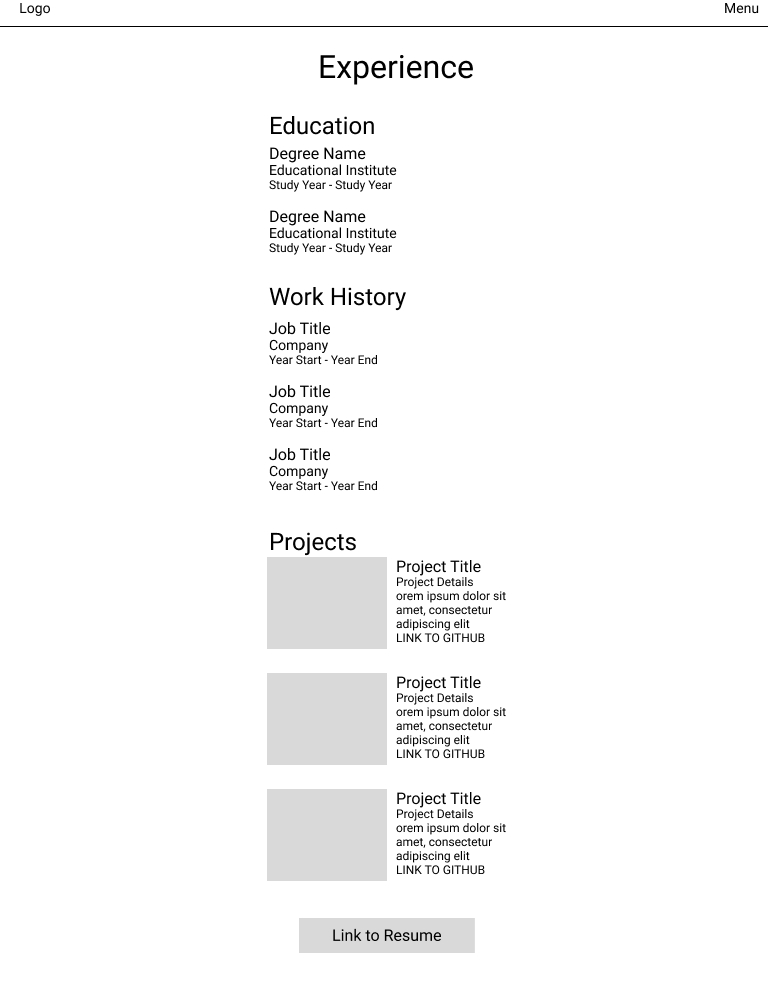 Logo
Menu
Experience
Education
Degree Name
Educational Institute
Study Year - Study Year
Degree Name
Educational Institute
Study Year - Study Year
Work History
Job Title
Company
Year Start - Year End
Job Title
Company
Year Start - Year End
Job Title
Company
Year Start - Year End
Projects
Project Title
Project Details
orem ipsum dolor sit
amet, consectetur
adipiscing elit
LINK TO GITHUB
Project Title
Project Details
orem ipsum dolor sit
amet, consectetur
adipiscing elit
LINK TO GITHUB
Project Title
Project Details
orem ipsum dolor sit
amet, consectetur
adipiscing elit
LINK TO GITHUB
Link to Resume